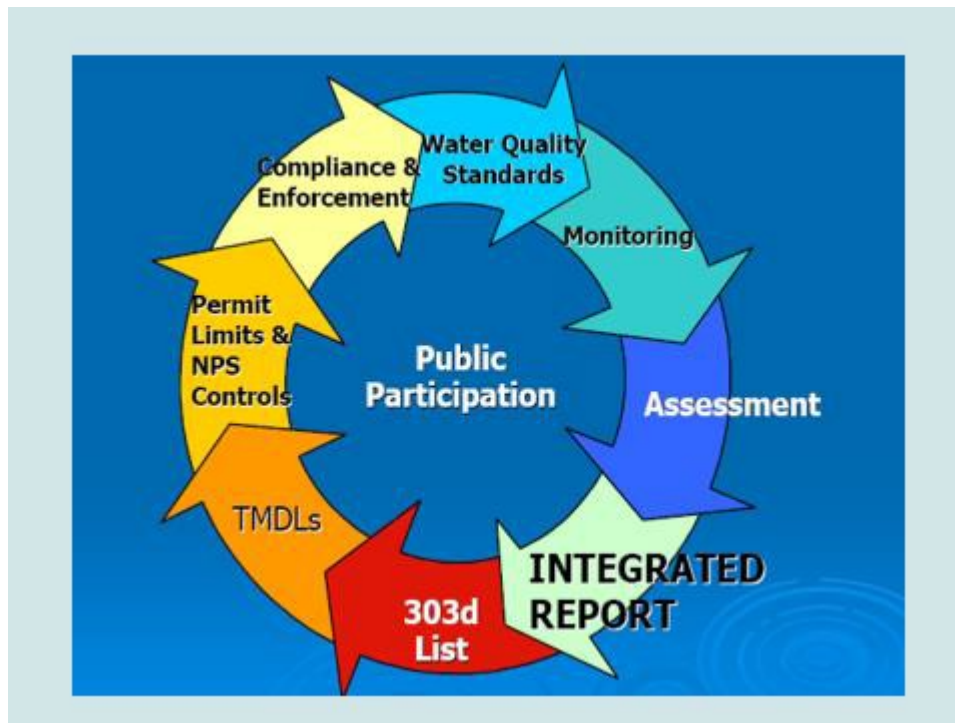 Water Quality
Standards
Monitoring
Assessment
INTEGRATED
REPORT
303d
List
TMDLs
Permit
Limits &
NPS
Controls
Compliance &
Enforcement
Public
Participation